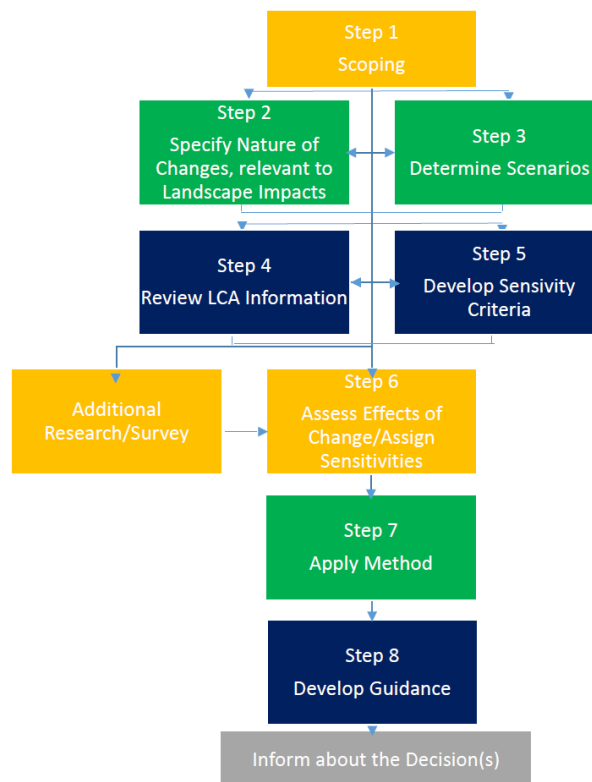 Step 1
Scoping
Step 2
Specify Nature of
Changes, relevant to
Landscape Impacts
Step 3
Determine Scenarios
Step 4
Review LCA Information
Step 5
Develop Sensivity
Criteria
Additional
Research/Survey
Step 6
Assess Effects of
Change/Assign
Sensitivities
Step 7
Apply Method
Step 8
Develop Guidance
Inform about the Decision(s)